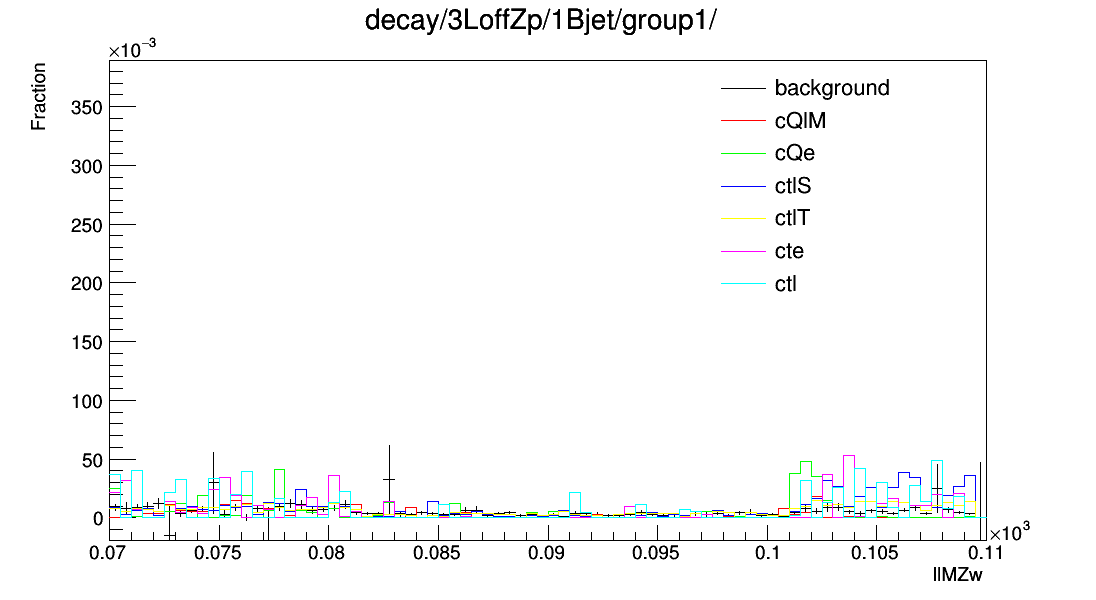 decay/3LoffZp/1Bjet/group1/
×10⁻³
Fraction
350
300
250
200
150
100
50
0
background
cQlM
cQe
ctlS
ctlT
cte
ctl
0.07 0.075 0.08 0.085 0.09 0.095 0.1 0.105 0.11
×10³
llMZw